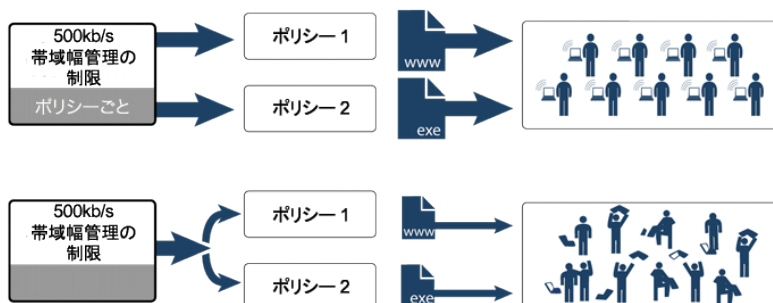 500kb/s
帯域幅管理の
制限
ポリシーごと
ポリシー 1
ポリシー 2
www
exe
500kb/s
帯域幅管理の
制限
ポリシー 1
ポリシー 2
www
exe